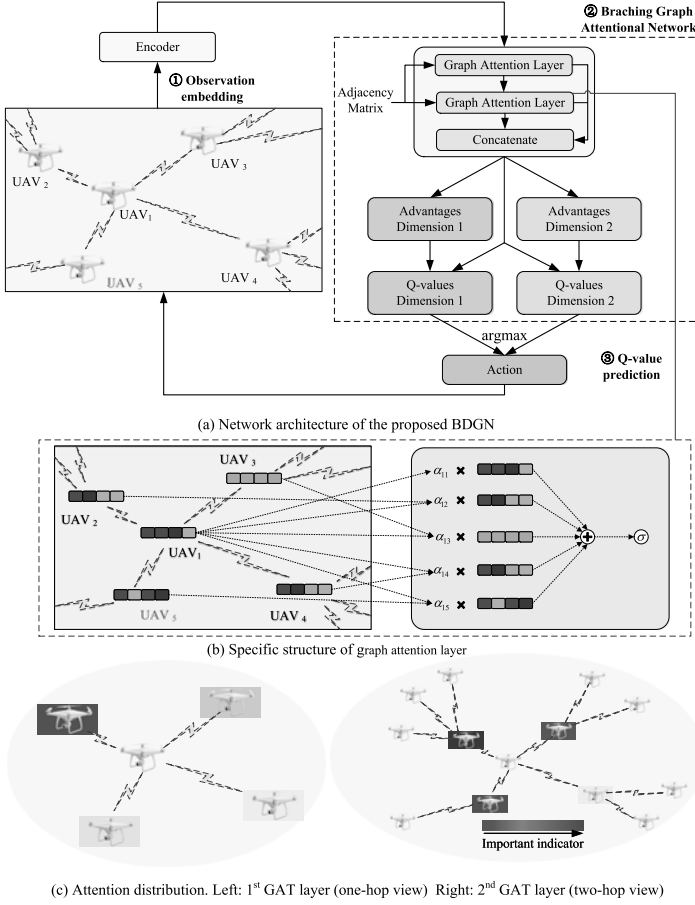 ② Braching Graph
Attentional Network
Encoder
① Observation
embedding
Graph Attention Layer
Adjacency
Matrix
Graph Attention Layer
Concatenate
UAV 2
UAV 3
UAV1
UAV 4
UAV 5
Advantages
Dimension 1
Advantages
Dimension 2
Q-values
Dimension 1
Q-values
Dimension 2
argmax
Action
③ Q-value
prediction
(a) Network architecture of the proposed BDGN
UAV 3
UAV 2
UAV1
UAV 5
UAV 4
α11 ×
α12 ×
α13 ×
α14 ×
α15 ×
+
σ
(b) Specific structure of graph attention layer
Important indicator
(c) Attention distribution. Left: 1st GAT layer (one-hop view) Right: 2nd GAT layer (two-hop view)